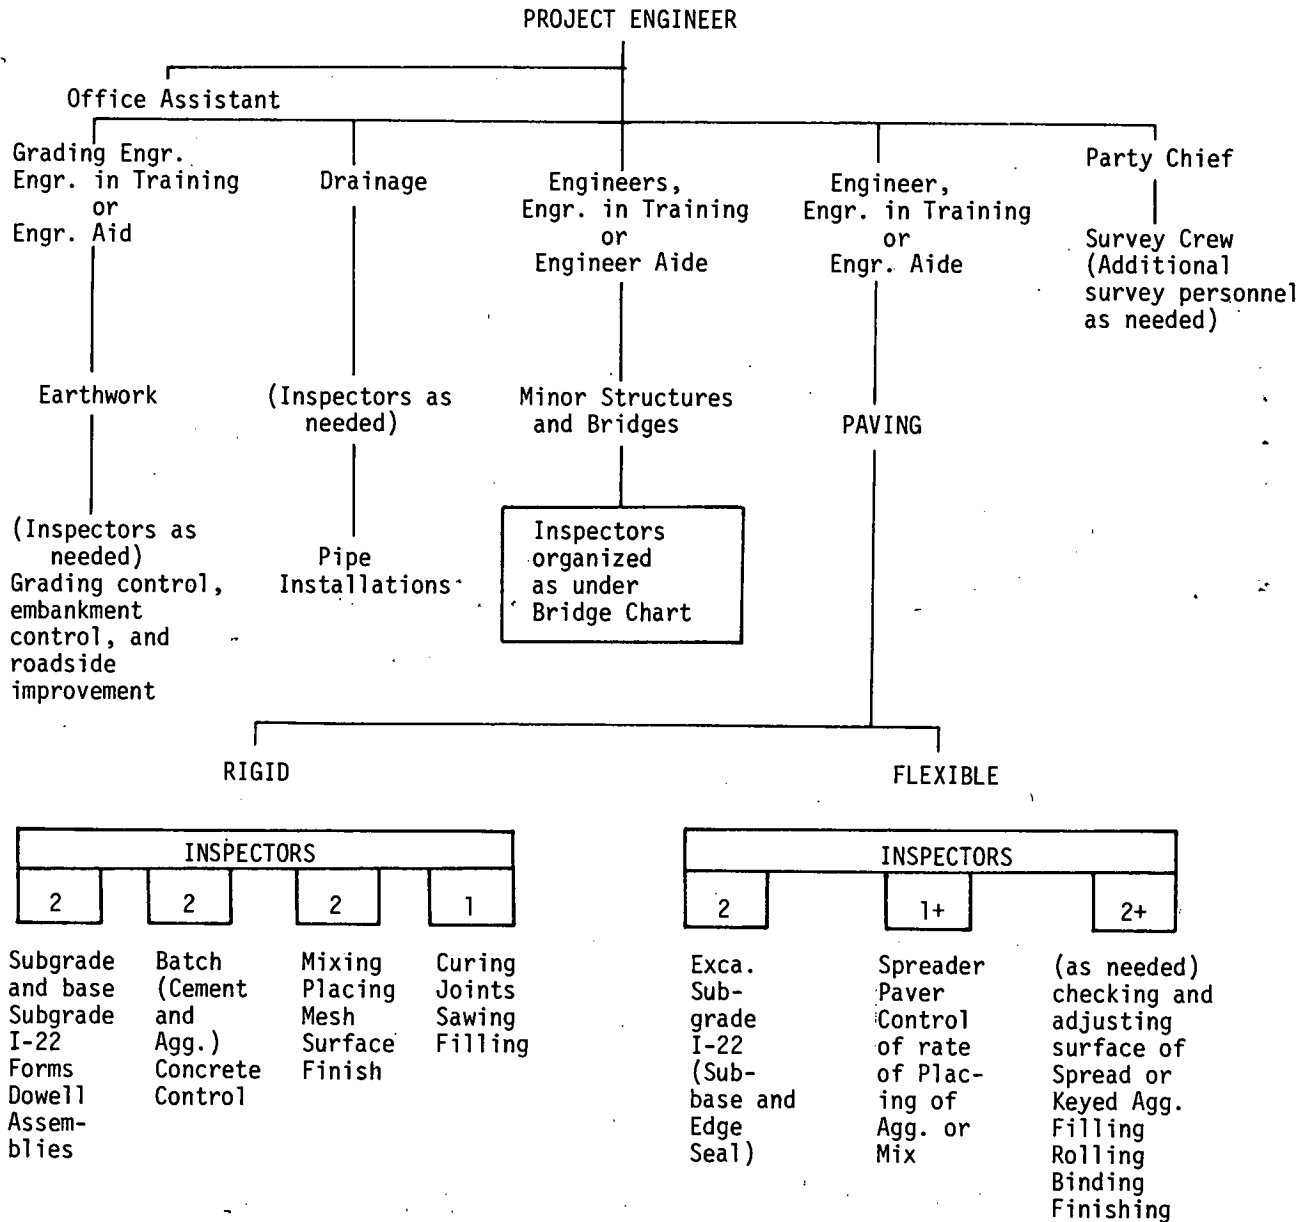 PROJECT ENGINEER
Office Assistant
Grading Engr.
Engr. in Training
or
Engr. Aid
Earthwork
(Inspectors as
needed)
Grading control,
embankment
control, and
roadside
improvement
Drainage
(Inspectors as
needed)
Pipe
Installations
Engineers,
Engr. in Training
or
Engineer Aide
Minor Structures
and Bridges
Inspectors
organized
as under
Bridge Chart
Engineer,
Engr. in Training
or
Engr. Aide
PAVING
Party Chief
Survey Crew
(Additional
survey personnel
as needed)
RIGID
INSPECTORS
2
Subgrade
and base
Subgrade
I-22
Forms
Dowell
Assem-
blies
2
Batch
(Cement
and
Agg.)
Concrete
Control
2
Mixing
Placing
Mesh
Surface
Finish
1
Curing
Joints
Sawing
Filling
FLEXIBLE
INSPECTORS
2
Exca.
Sub-
grade
I-22
(Sub-
base and
Edge
Seal)
1+
Spreader
Paver
Control
of rate
of Plac-
ing of
Agg. or
Mix
2+
(as needed)
checking and
adjusting
surface of
Spread or
Keyed Agg.
Filling
Rolling
Binding
Finishing